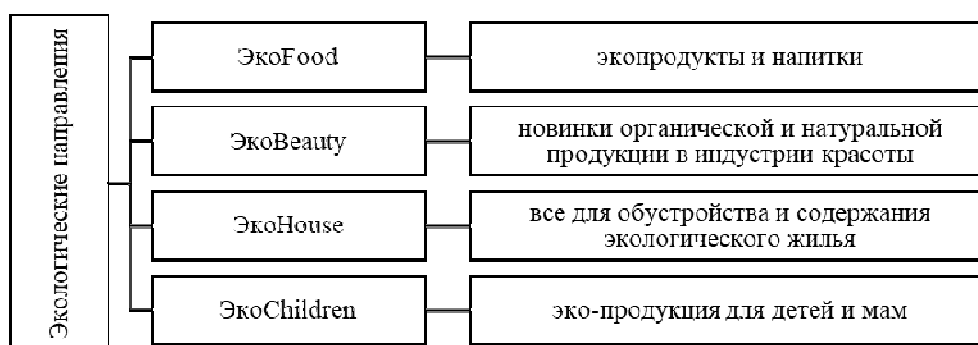 Экологические направления
ЭкоFood
экопродукты и напитки
ЭкоBeauty
новинки органической и натуральной
продукции в индустрии красоты
ЭкоHouse
все для обустройства и содержания
экологического жилья
ЭкоChildren
эко-продукция для детей и мам